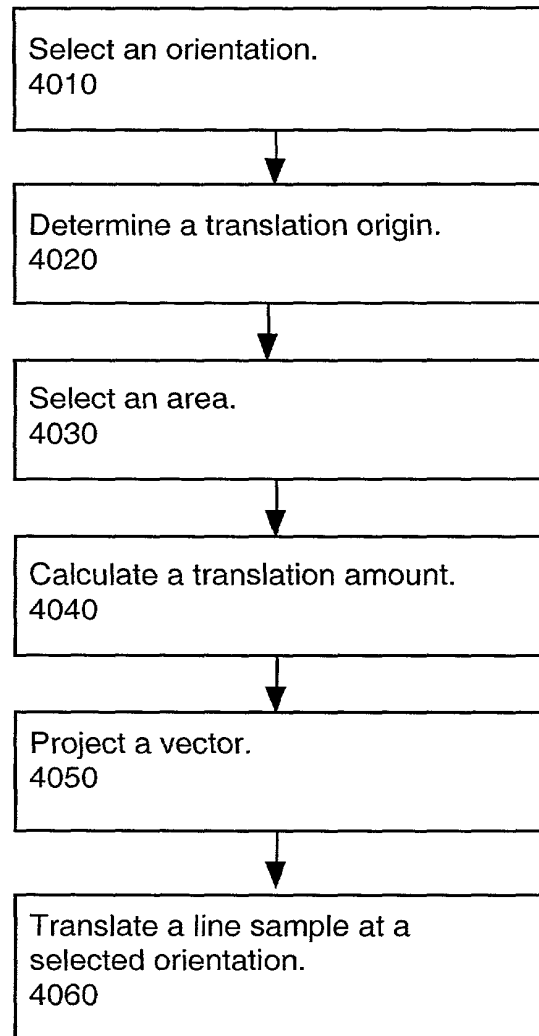 Select an orientation.
4010
Determine a translation origin.
4020
Select an area.
4030
Calculate a translation amount.
4040
Project a vector.
4050
Translate a line sample at a
selected orientation.
4060